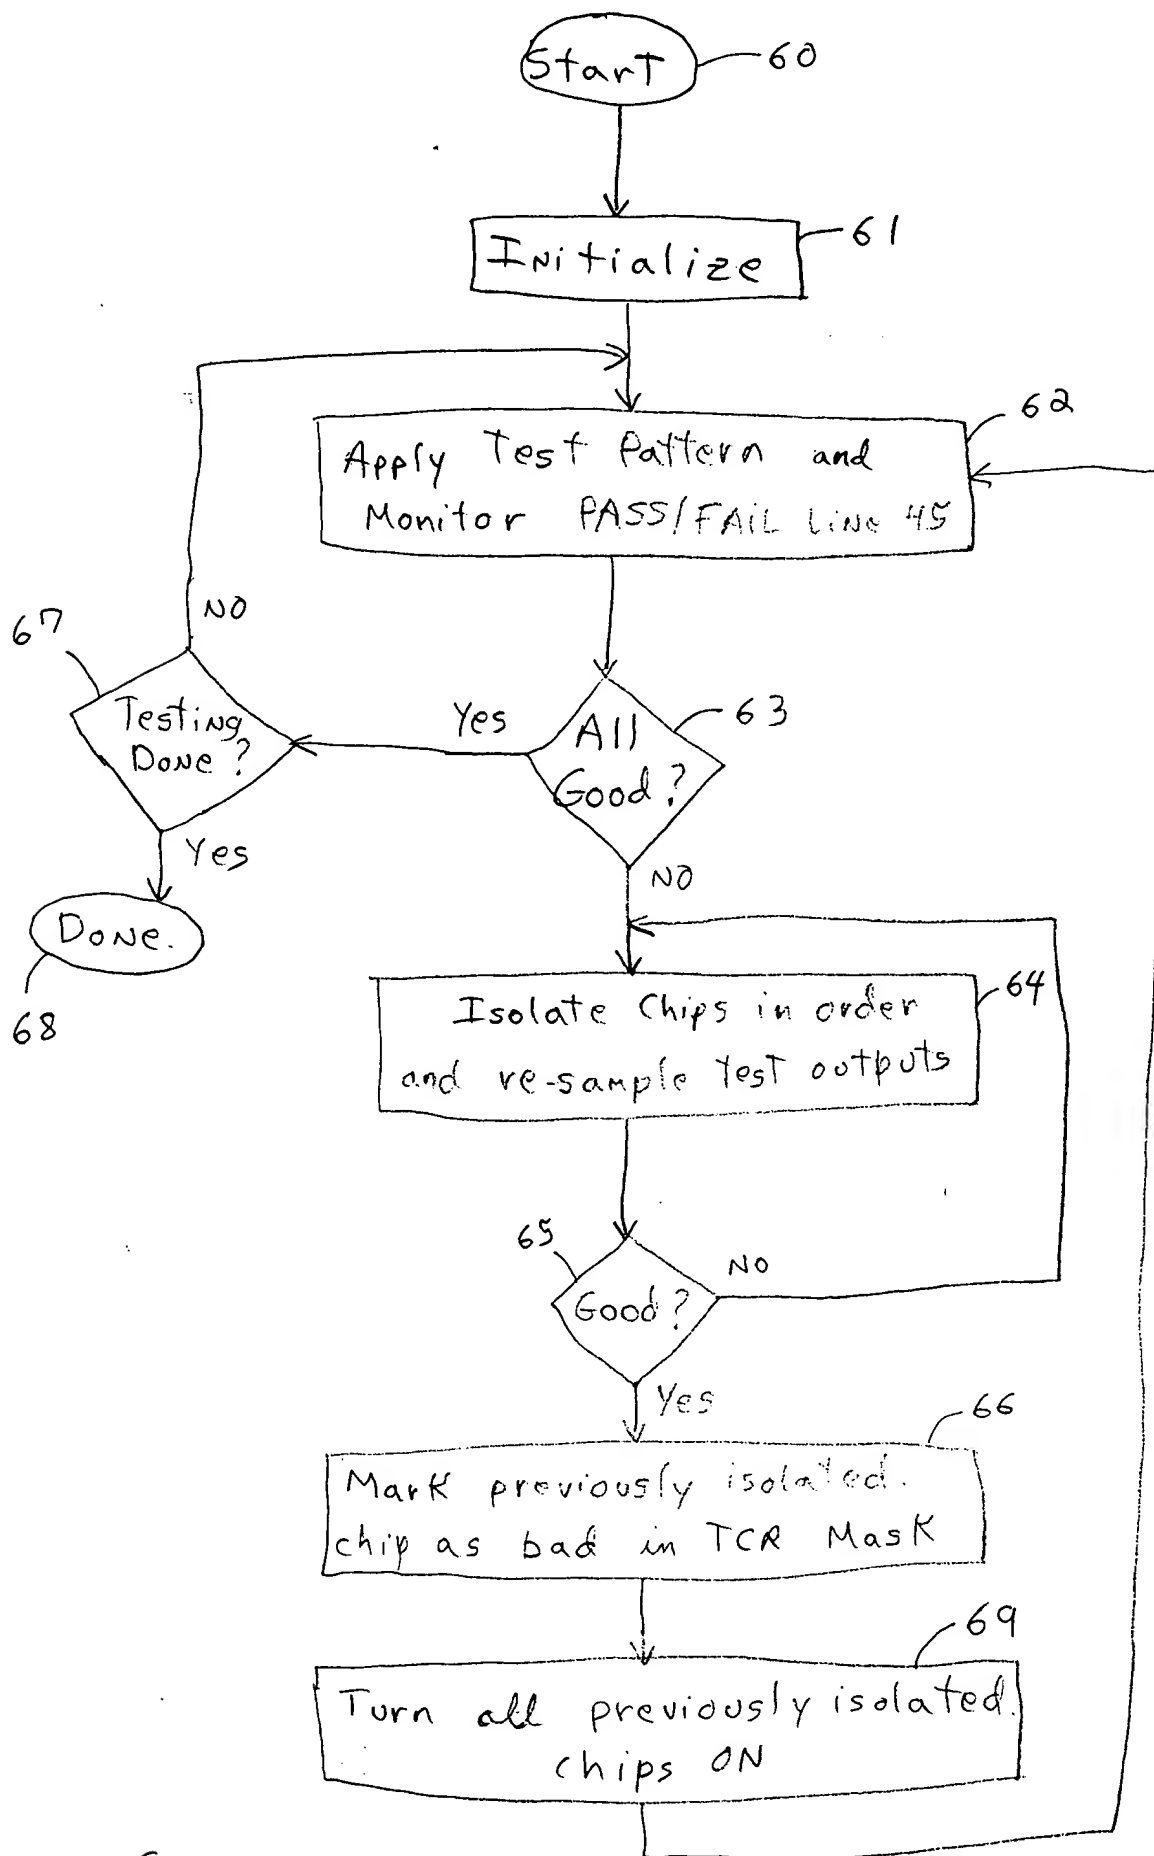 Start
60
Initialize
61
62
Apply Test Pattern and
Monitor PASS/FAIL Line 45
NO
67
Testing
Done?
Yes
All
Good?
63
Yes
Done.
68
NO
Isolate Chips in order
and re-sample Test outputs
64
65
Good?
NO
Yes
66
Mark previously isolated.
chip as bad in TCR Mask
69
Turn all previously isolated.
chips ON